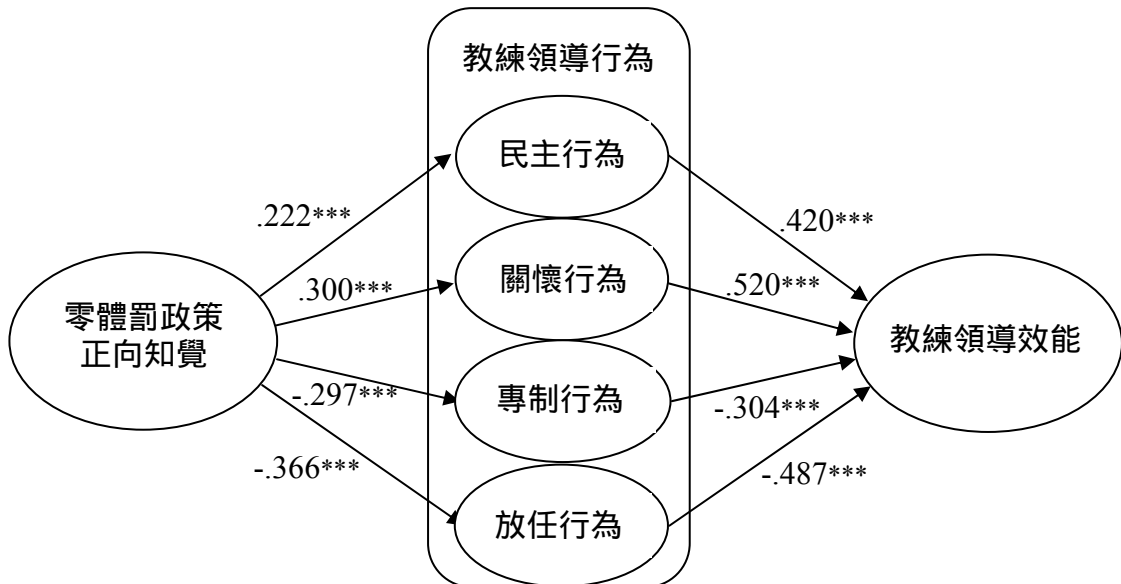 教練領導行為
民主行為
.222***
.420***
關懷行為
.300***
.520***
零體罰政策
正向知覺
教練領導效能
專制行為
-.297***
-.304***
-.366***
-.487***
放任行為